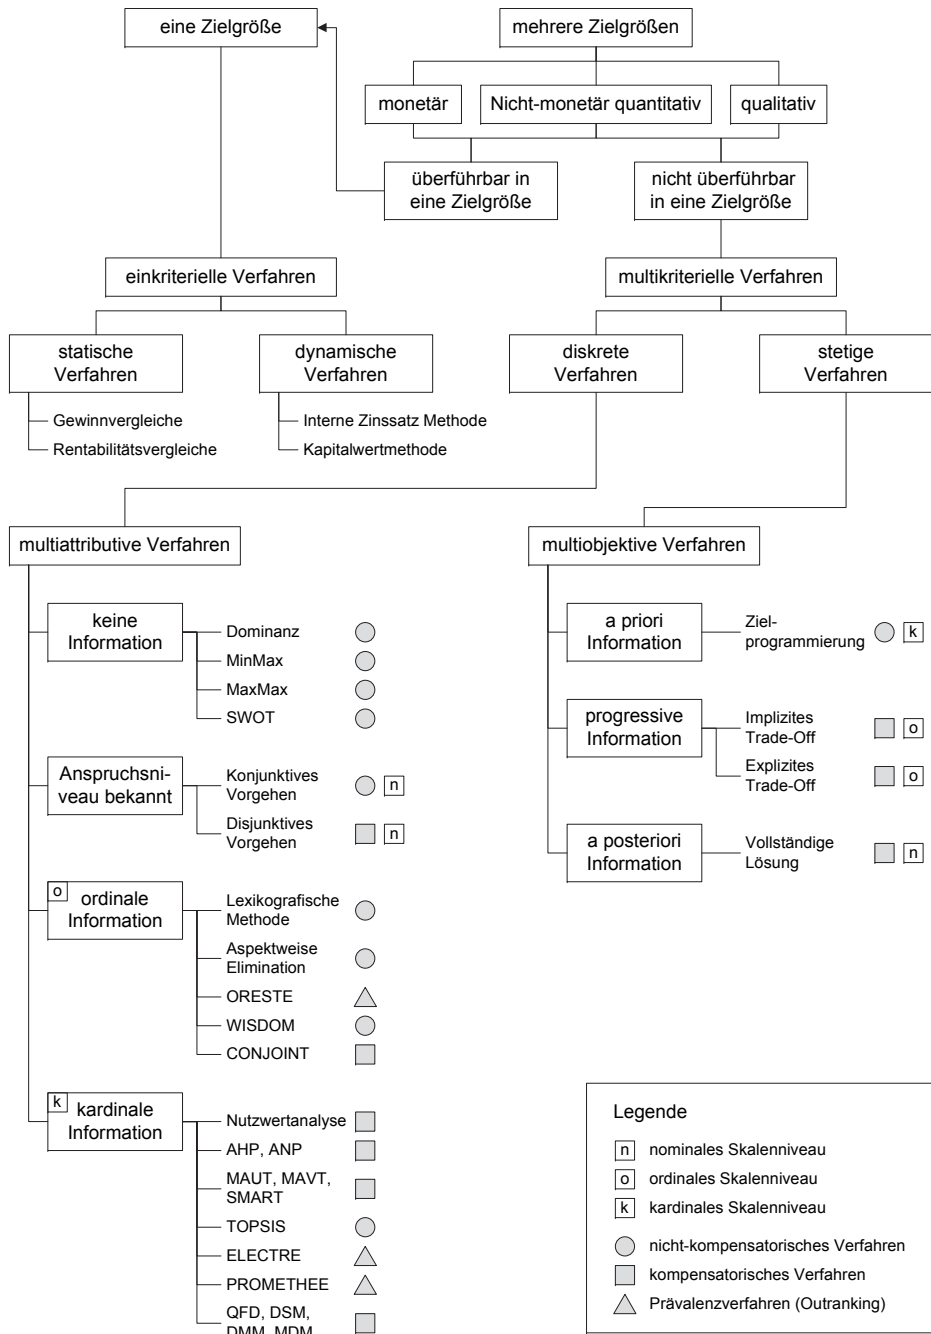 eine Zielgröße
mehrere Zielgrößen
monetär
Nicht-monetär quantitativ
qualitativ
überführbar in
eine Zielgröße
nicht überführbar
in eine Zielgröße
einkriterielle Verfahren
multikriterielle Verfahren
statische
Verfahren
dynamische
Verfahren
diskrete
Verfahren
stetige
Verfahren
Gewinnvergleiche
Rentabilitätsvergleiche
Interne Zinssatz Methode
Kapitalwertmethode
multiattributive Verfahren
multiobjektive Verfahren
keine
Information
Dominanz
MinMax
MaxMax
SWOT
Anspruchsni-
veau bekannt
Konjunktives
Vorgehen
n
Disjunktives
Vorgehen
n
o
ordinale
Information
Lexikografische
Methode
Aspektweise
Elimination
ORESTE
WISDOM
CONJOINT
k
kardinale
Information
Nutzwertanalyse
AHP, ANP
MAUT, MAVT,
SMART
TOPSIS
ELECTRE
PROMETHEE
QFD, DSM,
DMM, MDM
a priori
Information
Ziel-
programmierung
k
progressive
Information
Implizites
Trade-Off
o
Explizites
Trade-Off
o
a posteriori
Information
Vollständige
Lösung
n
Legende
n nominales Skalenniveau
o ordinales Skalenniveau
k kardinales Skalenniveau
nicht-kompensatorisches Verfahren
kompensatorisches Verfahren
Prävalenzverfahren (Outranking)